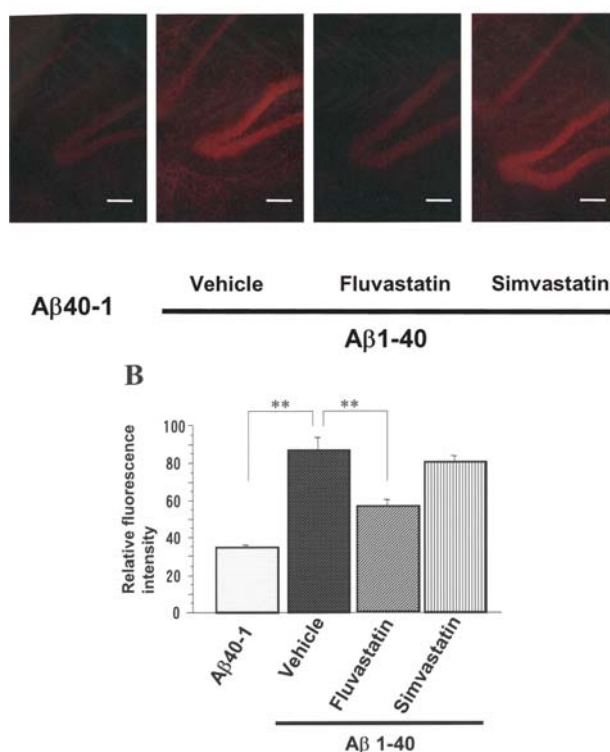 Vehicle Fluvastatin Simvastatin
Aβ40-1
Aβ1-40
B
**
**
Relative fluorescence
intensity
100
80
60
40
20
0
Aβ40-1
Vehicle
Fluvastatin
Simvastatin
Aβ 1-40